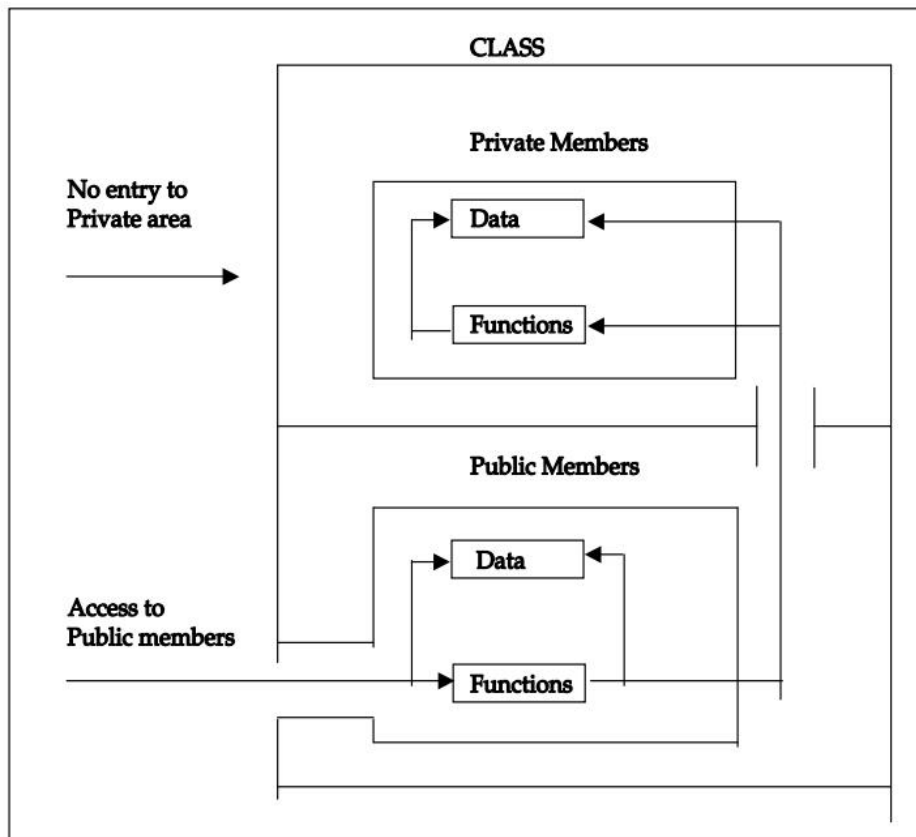 CLASS
Private Members
No entry to
Private area
Data
Functions
Public Members
Data
Access to
Public members
Functions